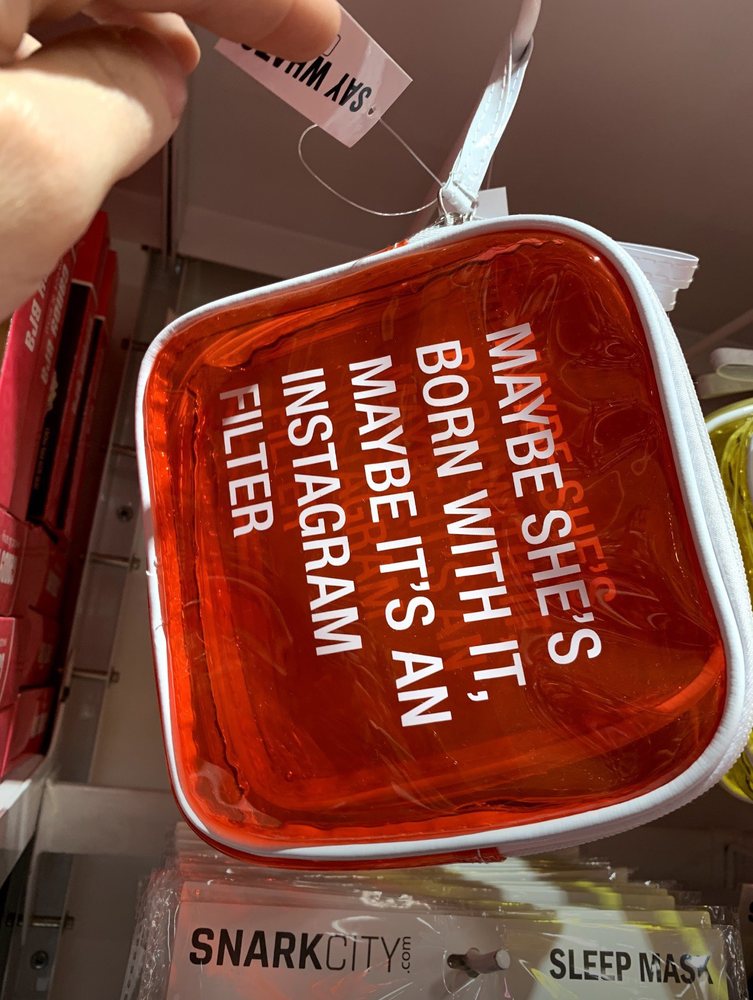 SAY WHAT?
MAYBE SHE'S
BORN WITH IT,
MAYBE IT'S AN
INSTAGRAM
FILTER
SNARKCITY.com
SLEEP MASK